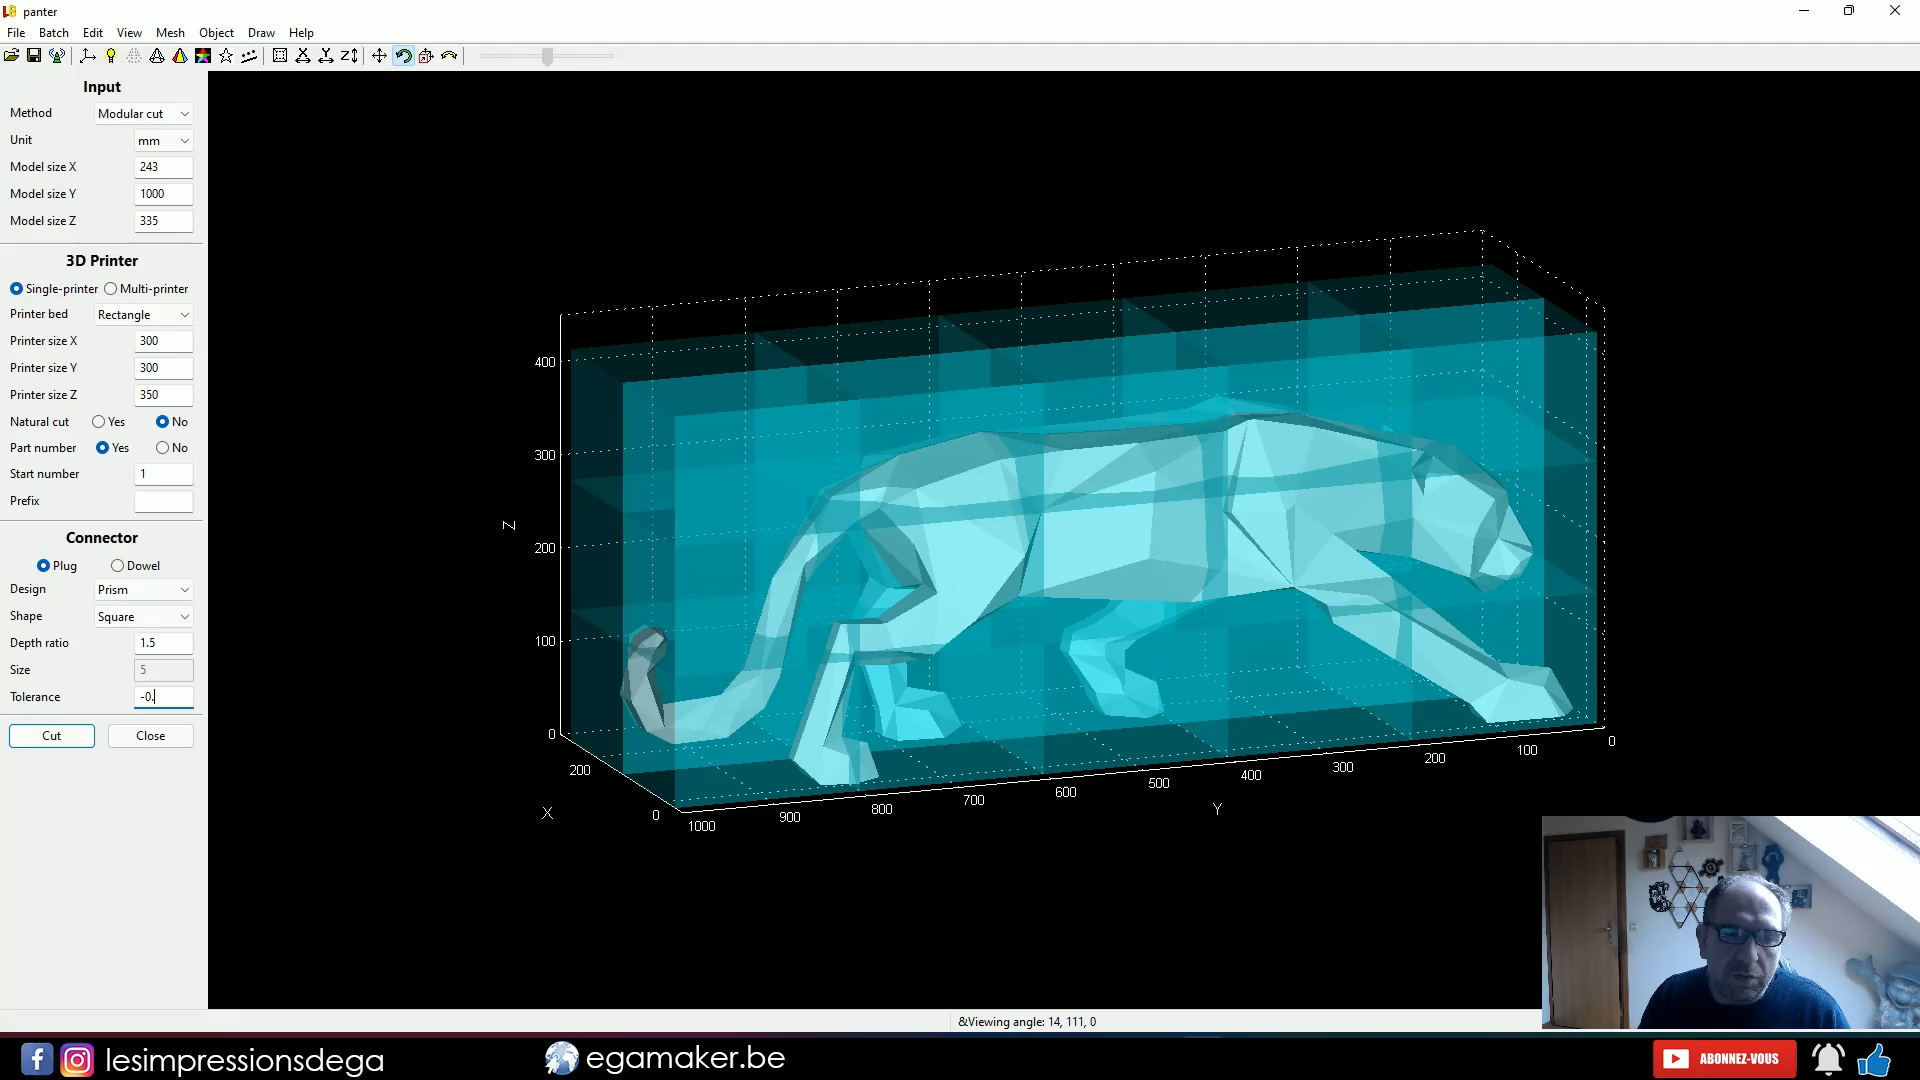 panter
File Batch Edit View Mesh Object Draw Help
Input
Method Modular cut
Unit mm
Model size X 243
Model size Y 1000
Model size Z 335
3D Printer
Single-printer Multi-printer
Printer bed Rectangle
Printer size X 300
Printer size Y 300
Printer size Z 350
Natural cut Yes No
Part number Yes No
Start number 1
Prefix
Connector
Plug Dowel
Design Prism
Shape Square
Depth ratio 1.5
Size 5
Tolerance -0.
Cut Close
400
300
200
100
0
Z
200
0
X
1000
900
800
700
600
500
400
300
200
100
0
Y
&Viewing angle: 14, 111, 0
lesimpressionsdega
egamaker.be
ABONNEZ-VOUS